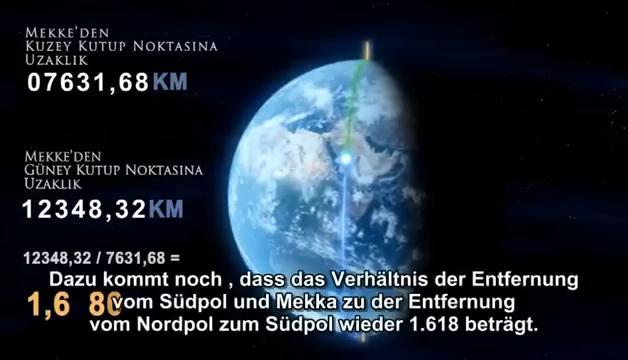 MEKKE'DEN
KUZEY KUTUP NOKTASINA
UZAKLIK
07631,68 KM
MEKKE'DEN
GÜNEY KUTUP NOKTASINA
UZAKLIK
12348,32 KM
12348,32 / 7631,68 =
1,6 80
Dazu kommt noch , dass das Verhältnis der Entfernung
vom Südpol und Mekka zu der Entfernung
vom Nordpol zum Südpol wieder 1.618 beträgt.